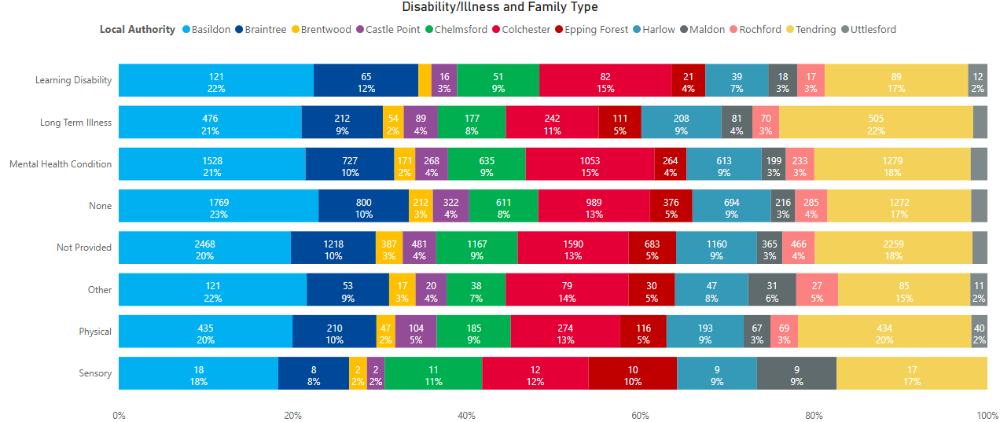 Disability/Illness and Family Type
Local Authority Basildon Braintree Brentwood Castle Point Chelmsford Colchester Epping Forest Harlow Maldon Rochford Tendring Uttlesford
Learning Disability 121 65 16 51 82 21 39 18 17 89 12
22% 12% 3% 9% 15% 4% 7% 3% 3% 17% 2%
Long Term Illness 476 212 54 89 177 242 111 208 81 70 505
21% 9% 2% 4% 8% 11% 5% 9% 4% 3% 22%
Mental Health Condition 1528 727 171 268 635 1053 264 613 199 233 1279
21% 10% 2% 4% 9% 15% 4% 9% 3% 3% 18%
None 1769 800 212 322 611 989 376 694 216 285 1272
23% 10% 3% 4% 8% 13% 5% 9% 3% 4% 17%
Not Provided 2468 1218 387 481 1167 1590 683 1160 365 466 2259
20% 10% 3% 4% 9% 13% 5% 9% 3% 4% 18%
Other 121 53 17 20 38 79 30 47 31 27 85 11
22% 9% 3% 4% 7% 14% 5% 8% 6% 5% 15% 2%
Physical 435 210 47 104 185 274 116 193 67 69 434 40
20% 10% 2% 5% 9% 13% 5% 9% 3% 3% 20% 2%
Sensory 18 8 2 2 11 12 10 9 9 17
18% 8% 2% 2% 11% 12% 10% 9% 9% 17%
0% 20% 40% 60% 80% 100%